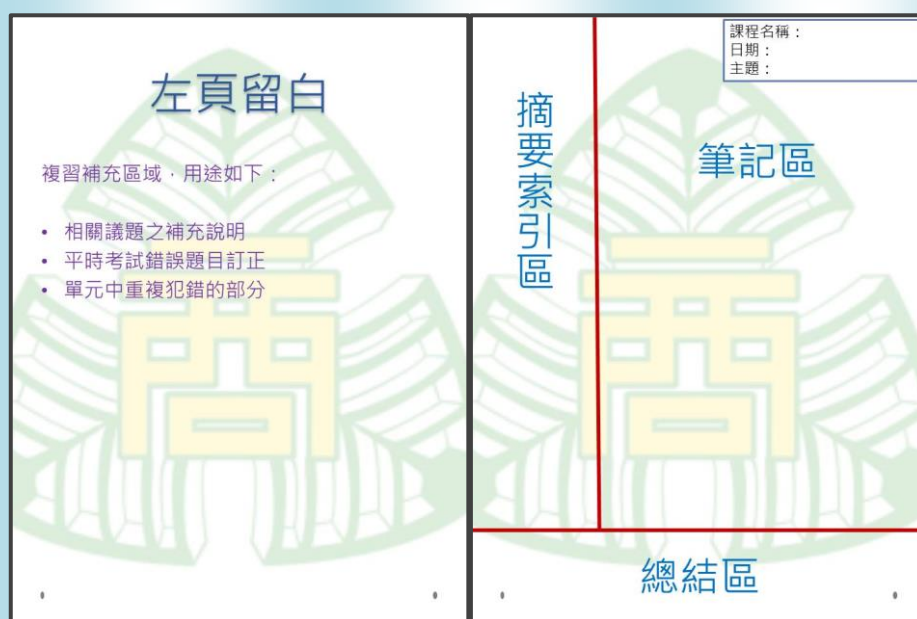 左頁留白
複習補充區域，用途如下：
• 相關議題之補充說明
• 平時考試錯誤題目訂正
• 單元中重複犯錯的部分
課程名稱：
日期：
主題：
摘要索引區
筆記區
總結區
商
商